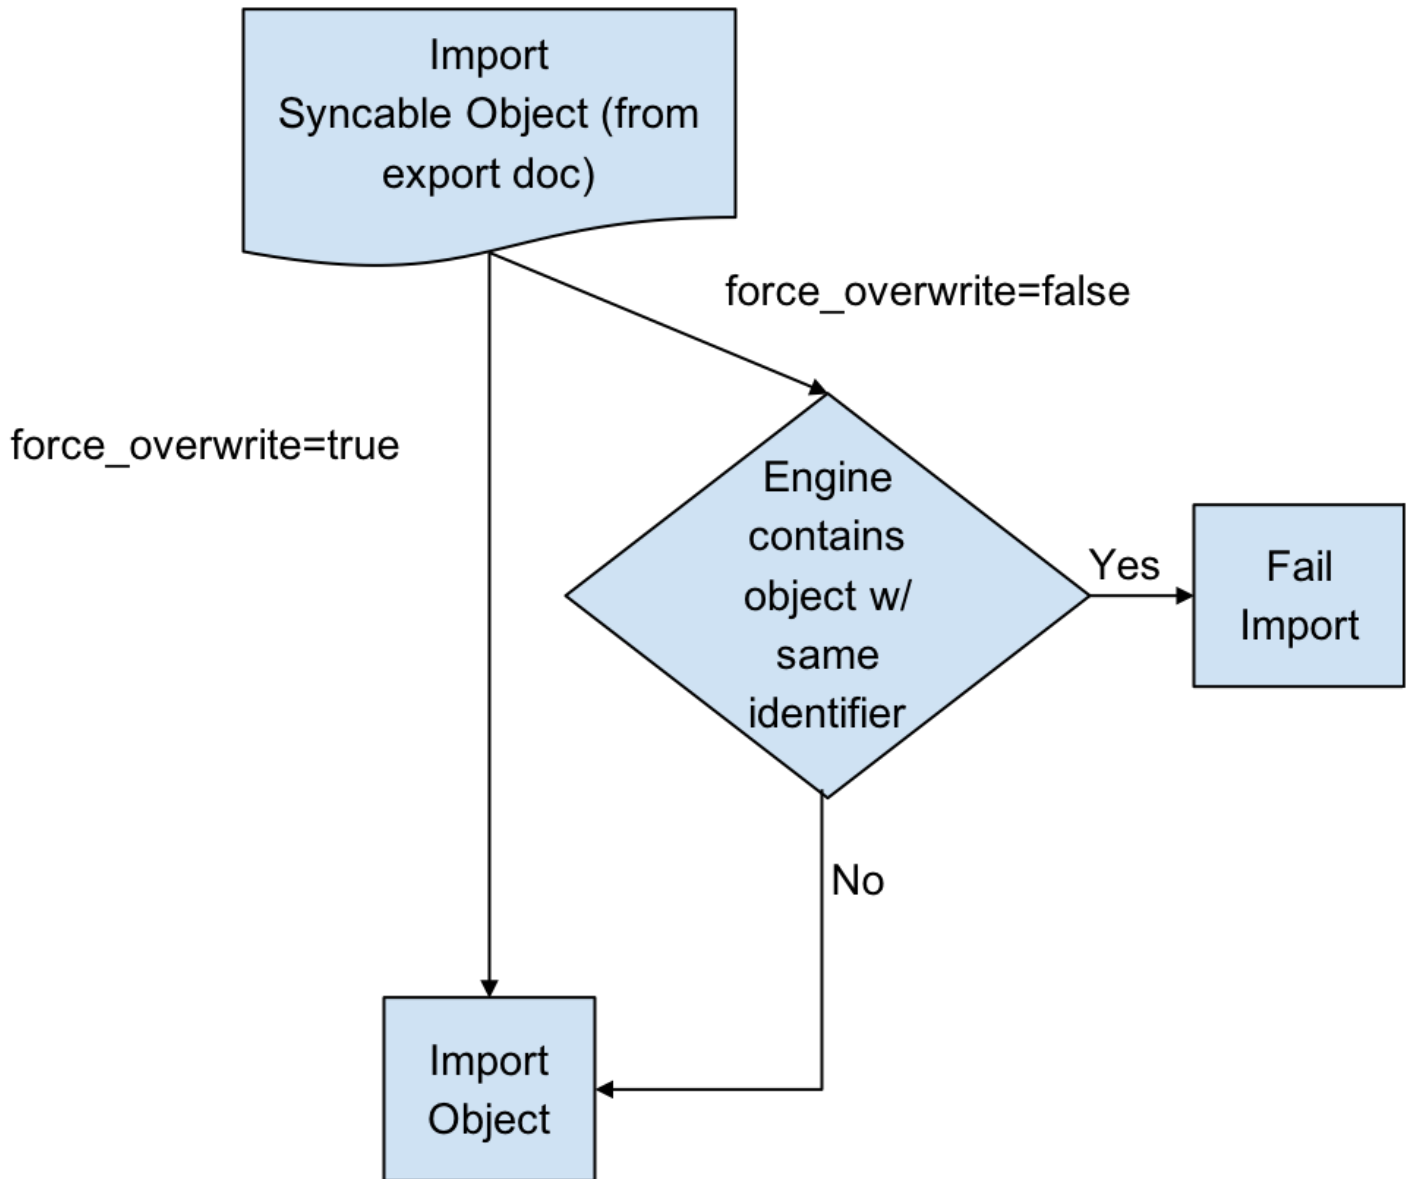 Import
Syncable Object (from
export doc)
force_overwrite=false
force_overwrite=true
Engine
contains
object w/
same
identifier
Yes
Fail
Import
No
Import
Object